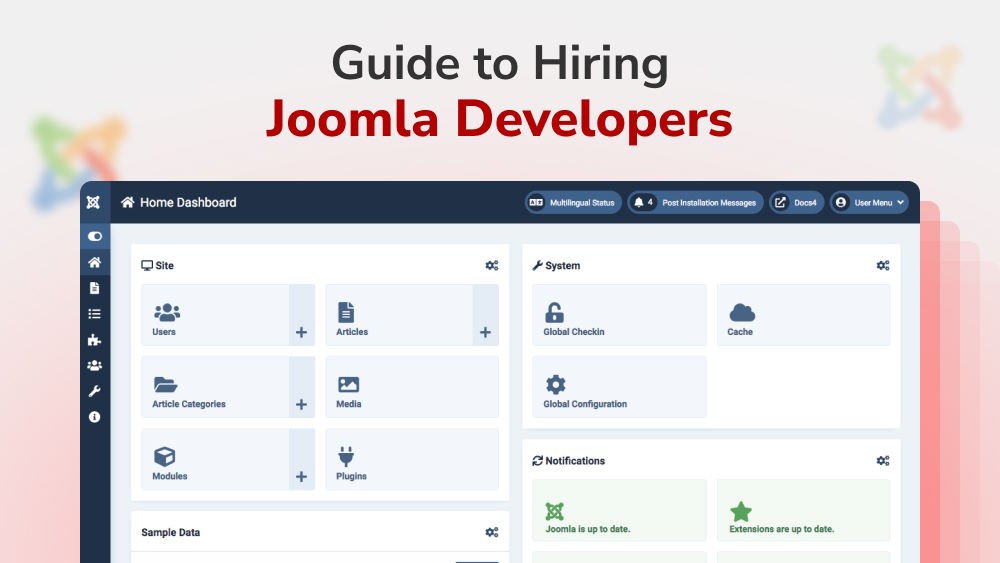 Guide to Hiring
Joomla Developers
Home Dashboard
Multilingual Status
4 Post Installation Messages
Docs4
User Menu
Site
Users
Articles
Article Categories
Media
Modules
Plugins
Sample Data
System
Global Checkin
Cache
Global Configuration
Notifications
Joomla is up to date.
Extensions are up to date.